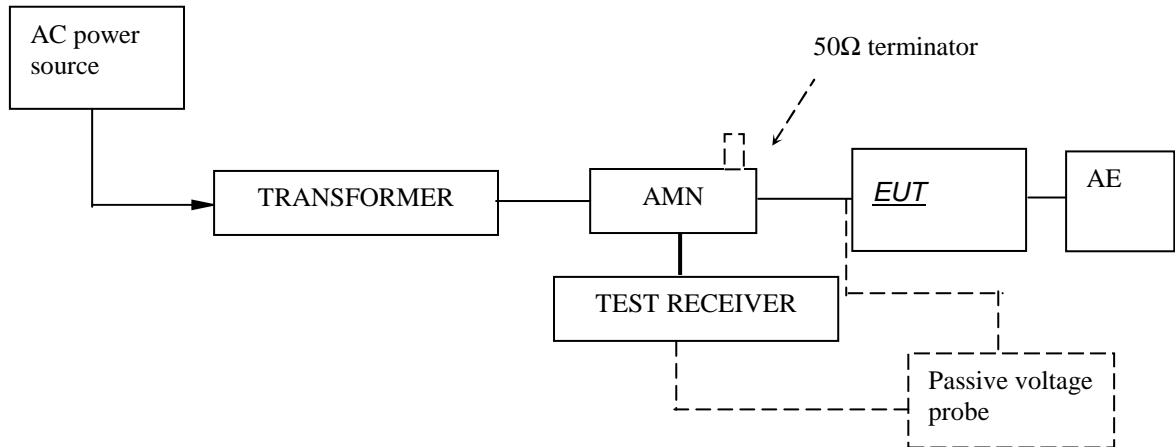 AC power
source
50Ω terminator
TRANSFORMER
AMN
EUT
AE
TEST RECEIVER
Passive voltage
probe